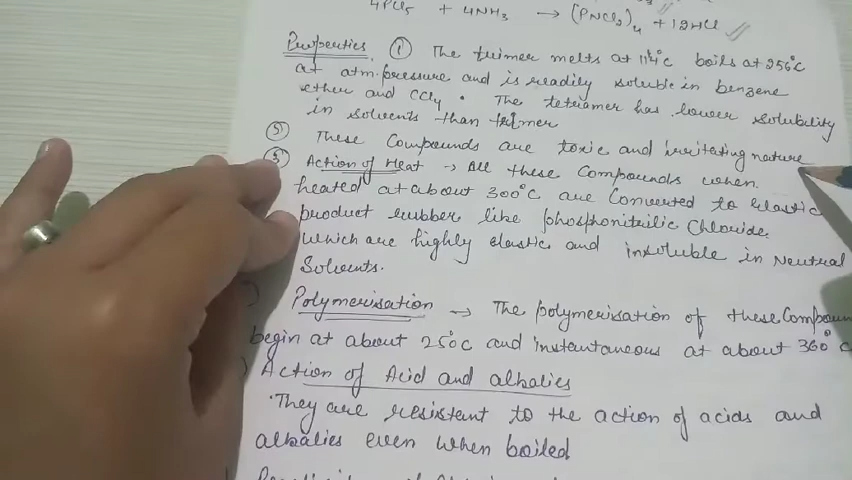 4PCl5 + 4NH3 → (PNCl2)4 + 12HCl
Properties. ① The trimer melts at 114°c boils at 256°c
at atm. pressure and is readily soluble in benzene
ether and CCl4. The tetramer has lower solubility
in solvents than trimer
These Compounds are toxic and irritating nature
Action of Heat → All these Compounds when.
heated at about 300°C are Converted to Elastic
product rubber like phosphonitrilic Chloride.
Which are highly elastic and insoluble in Neutral
Solvents.
Polymerisation → The polymerisation of these Compoun
begin at about 250°c and instantaneous at about 360°c
Action of Acid and alkalies
• They are resistant to the action of acids and
alkalies even when boiled